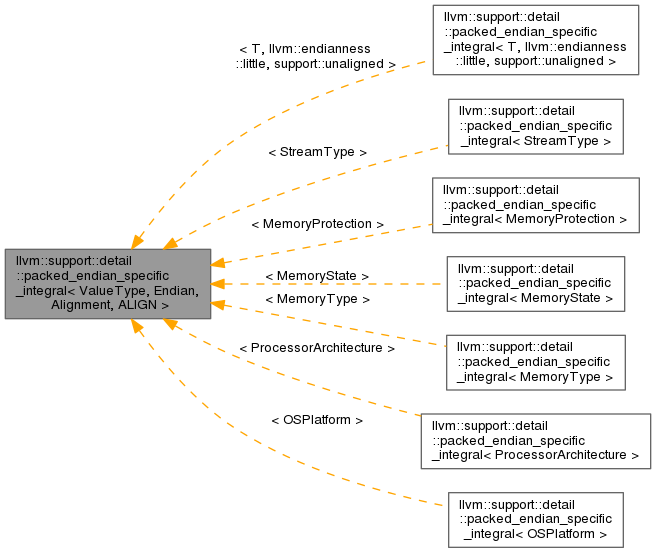 llvm::support::detail
::packed_endian_specific
_integral< T, llvm::endianness
::little, support::unaligned >
< T, llvm::endianness
::little, support::unaligned >
llvm::support::detail
::packed_endian_specific
_integral< StreamType >
< StreamType >
llvm::support::detail
::packed_endian_specific
_integral< MemoryProtection >
< MemoryProtection >
llvm::support::detail
::packed_endian_specific
_integral< ValueType, Endian,
Alignment, ALIGN >
< MemoryState >
llvm::support::detail
::packed_endian_specific
_integral< MemoryState >
< MemoryType >
llvm::support::detail
::packed_endian_specific
_integral< MemoryType >
< ProcessorArchitecture >
llvm::support::detail
::packed_endian_specific
_integral< ProcessorArchitecture >
< OSPlatform >
llvm::support::detail
::packed_endian_specific
_integral< OSPlatform >